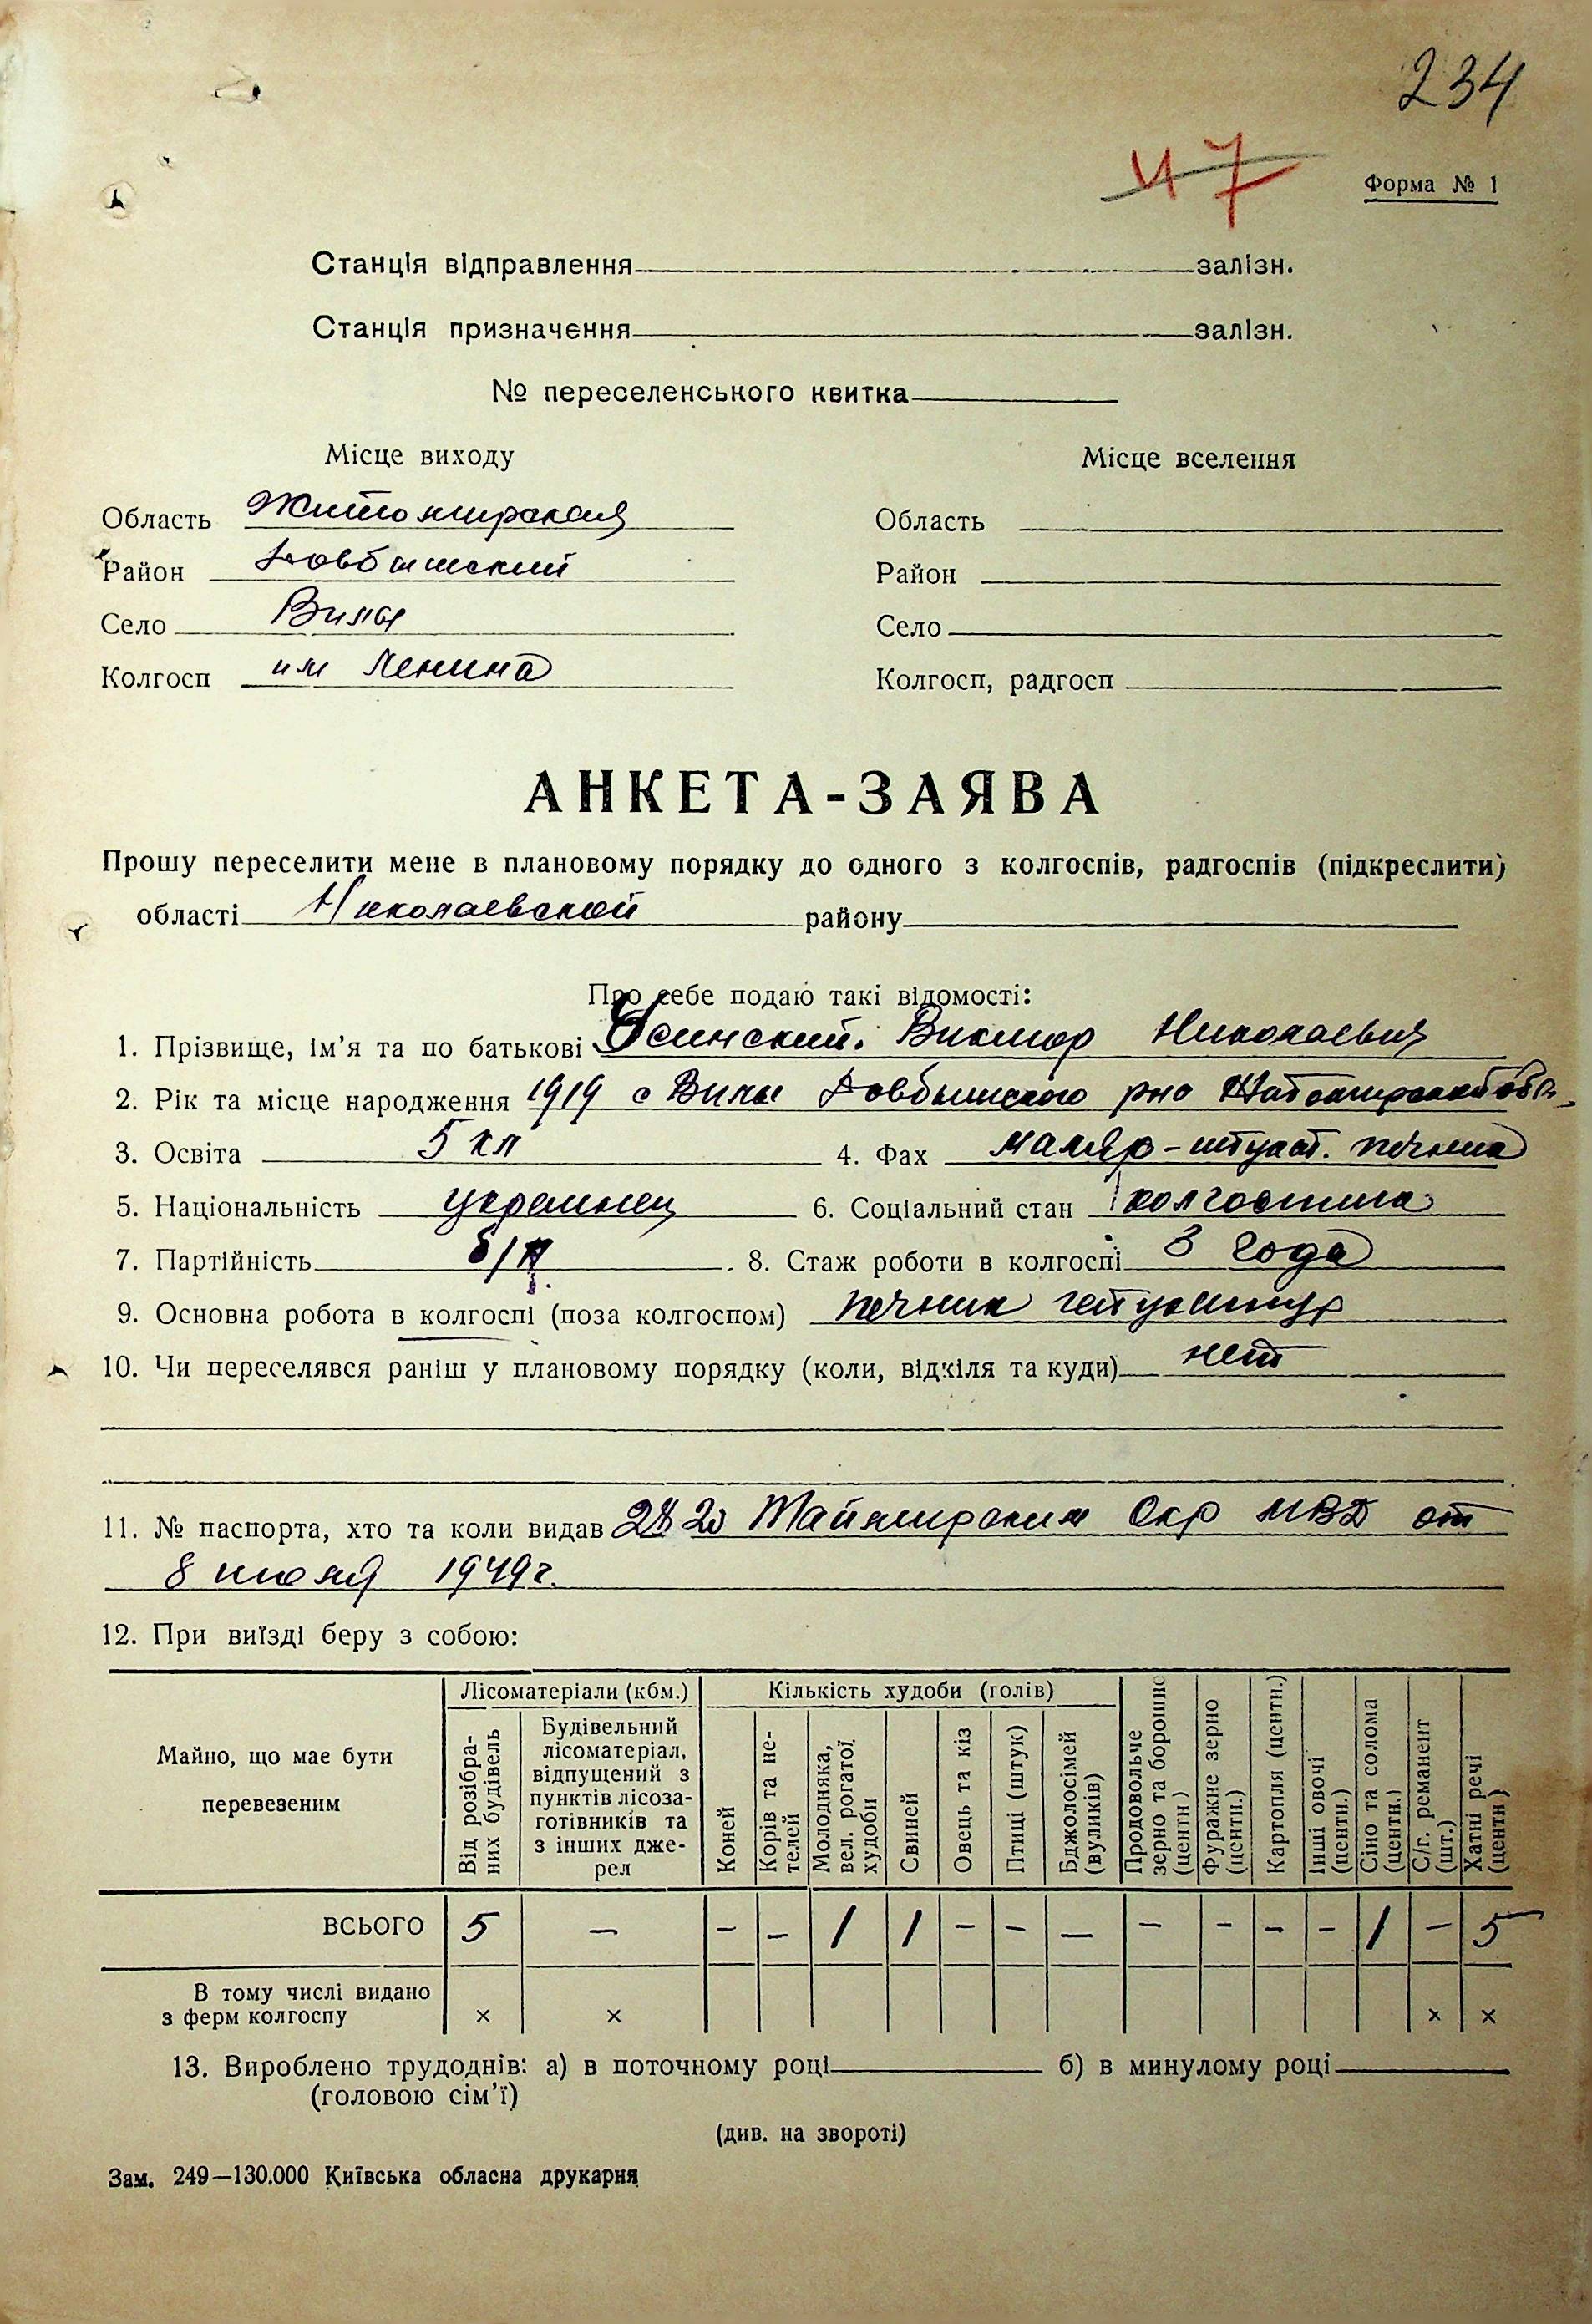 234
47
Форма № 1
Станція відправлення залізн.
Станція призначення залізн.
№ переселенського квитка
Місце виходу Місце вселення
Область Житомирская Область
Район Довбышский Район
Село Вилы Село
Колгосп им Ленина Колгосп, радгосп
АНКЕТА-ЗАЯВА
Прошу переселити мене в плановому порядку до одного з колгоспів, радгоспів (підкреслити)
області Николаевской району
Про себе подаю такі відомості:
1. Прізвище, ім'я та по батькові Осинский. Виктор Николаевич
2. Рік та місце народження 1919 с Вилы Довбышского рно Житомирской обл
3. Освіта 5 кл 4. Фах маляр-штукат. печник
5. Національність украинец 6. Соціальний стан колгоспник
7. Партійність б/п 8. Стаж роботи в колгоспі 3 года
9. Основна робота в колгоспі (поза колгоспом) печник
10. Чи переселявся раніш у плановому порядку (коли, відкіля та куди) нет
11. № паспорта, хто та коли видав МВД от
8 июля 1949г.
12. При виїзді беру з собою:
Майно, що має бути перевезеним
Лісоматеріали (кбм.) Кількість худоби (голів)
Від розібраних будівель
Будівельний лісоматеріал, відпущений з пунктів лісозаготівників та з інших джерел
Коней
Корів та нетелей
Молодняка, вел. рогатої худоби
Свиней
Овець та кіз
Птиці (штук)
Бджолосімей (вуликів)
Продовольче зерно та борошно (центн)
Фуражне зерно (центн.)
Картопля (центн.)
Інші овочі (центн.)
Сіно та солома (центн.)
С/г. реманент (шт.)
Хатні речі (центн)
ВСЬОГО 5 — – – 1 1 – – — – – – – 1 – 5
В тому числі видано
з ферм колгоспу × × × ×
13. Вироблено трудоднів: а) в поточному році б) в минулому році
(головою сім'ї)
(див. на звороті)
Зам. 249—130.000 Київська обласна друкарня